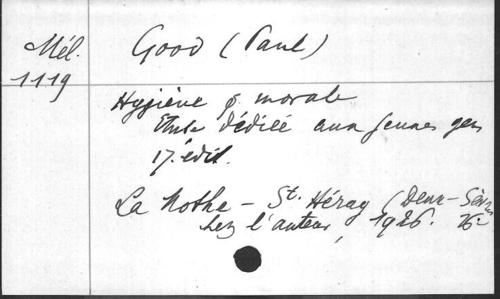 Mél. 1119
Good (Paul)
Hygiène & morale
Etude dédiée aux jeunes gens
17. édit.
La Mothe - St. Héray (Deux-Sèvres
chez l'auteur, 1926. 16°